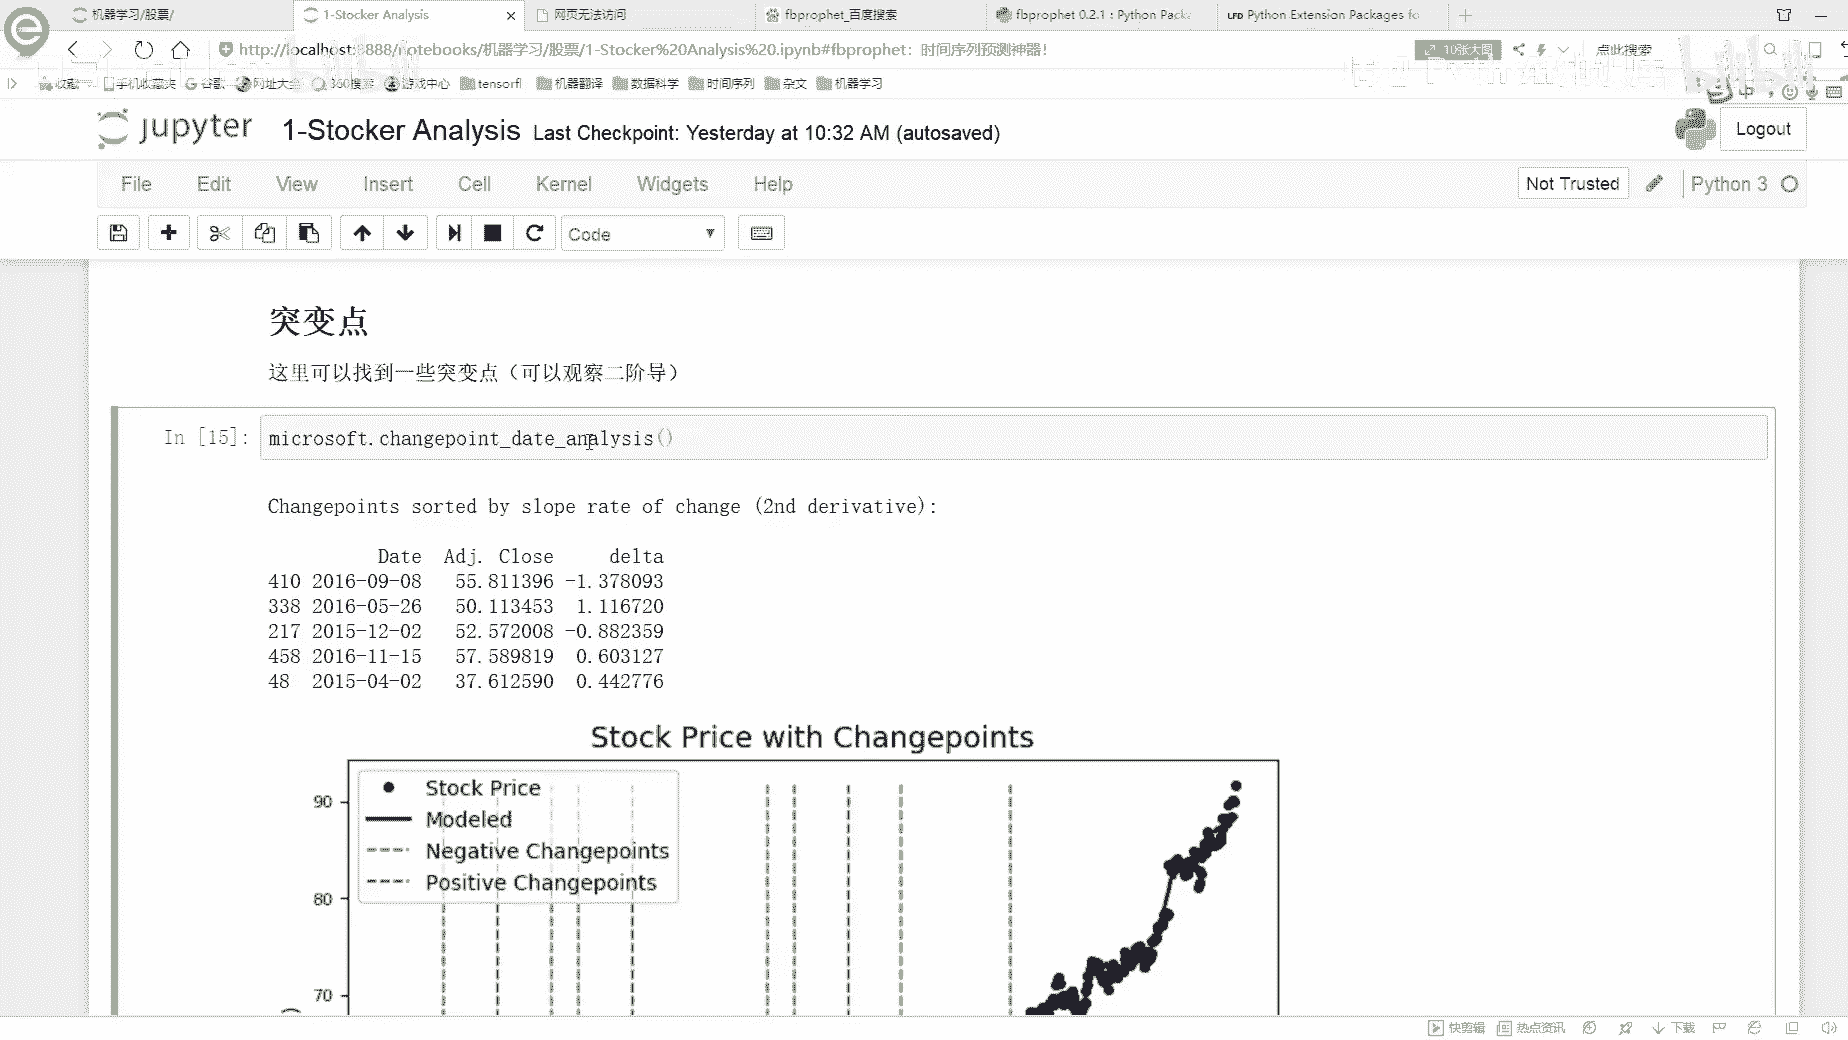 机器学习/股票/
1-Stocker Analysis
网页无法访问
fbprophet_百度搜索
fbprophet 0.2.1 : Python Pack
LFD Python Extension Packages fo
http://localhost:8888/notebooks/机器学习/股票/1-Stocker%20Analysis%20.ipynb#fbprophet：时间序列预测神器！
10张大图
点此搜索
收藏 手机收藏夹 谷歌 网址大全 360搜索 游戏中心 tensorfl 机器翻译 数据科学 时间序列 杂文 机器学习
中
jupyter 1-Stocker Analysis Last Checkpoint: Yesterday at 10:32 AM (autosaved)
Logout
File Edit View Insert Cell Kernel Widgets Help
Not Trusted
Python 3
Code
突变点
这里可以找到一些突变点（可以观察二阶导）
In [15]: microsoft.changepoint_date_analysis()
Changepoints sorted by slope rate of change (2nd derivative):
Date Adj. Close delta
410 2016-09-08 55.811396 -1.378093
338 2016-05-26 50.113453 1.116720
217 2015-12-02 52.572008 -0.882359
458 2016-11-15 57.589819 0.603127
48 2015-04-02 37.612590 0.442776
Stock Price with Changepoints
Stock Price
Modeled
Negative Changepoints
Positive Changepoints
90
80
70
快剪辑 热点资讯 下载